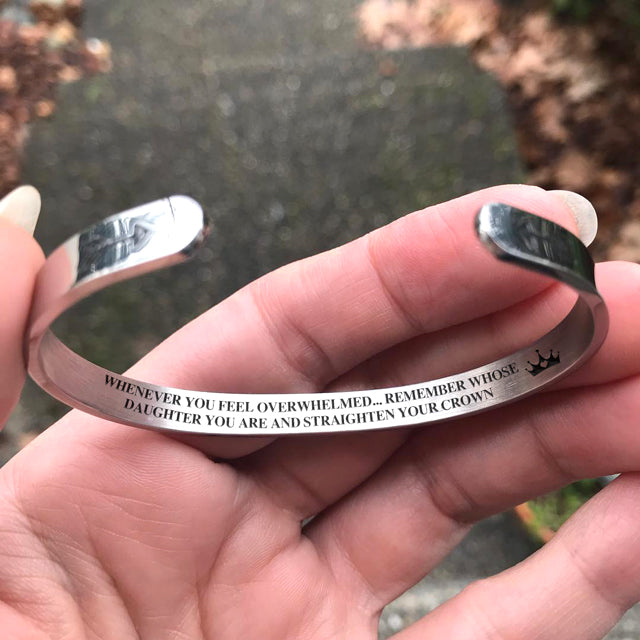 WHENEVER YOU FEEL OVERWHELMED... REMEMBER WHOSE
DAUGHTER YOU ARE AND STRAIGHTEN YOUR CROWN